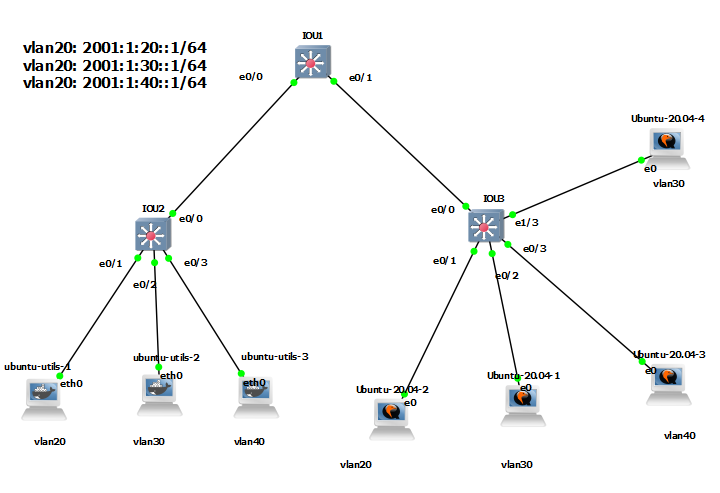 IOU1
vlan20: 2001:1:20::1/64
vlan20: 2001:1:30::1/64
vlan20: 2001:1:40::1/64
e0/0
e0/1
Ubuntu-20.04-4
e0
vlan30
IOU2
e0/0
IOU3
e0/0
e1/3
e0/1
e0/2
e0/3
e0/1
e0/2
e0/3
ubuntu-utils-1
eth0
ubuntu-utils-2
eth0
ubuntu-utils-3
eth0
Ubuntu-20.04-2
e0
Ubuntu-20.04-1
e0
Ubuntu-20.04-3
e0
vlan20
vlan30
vlan40
vlan20
vlan30
vlan40